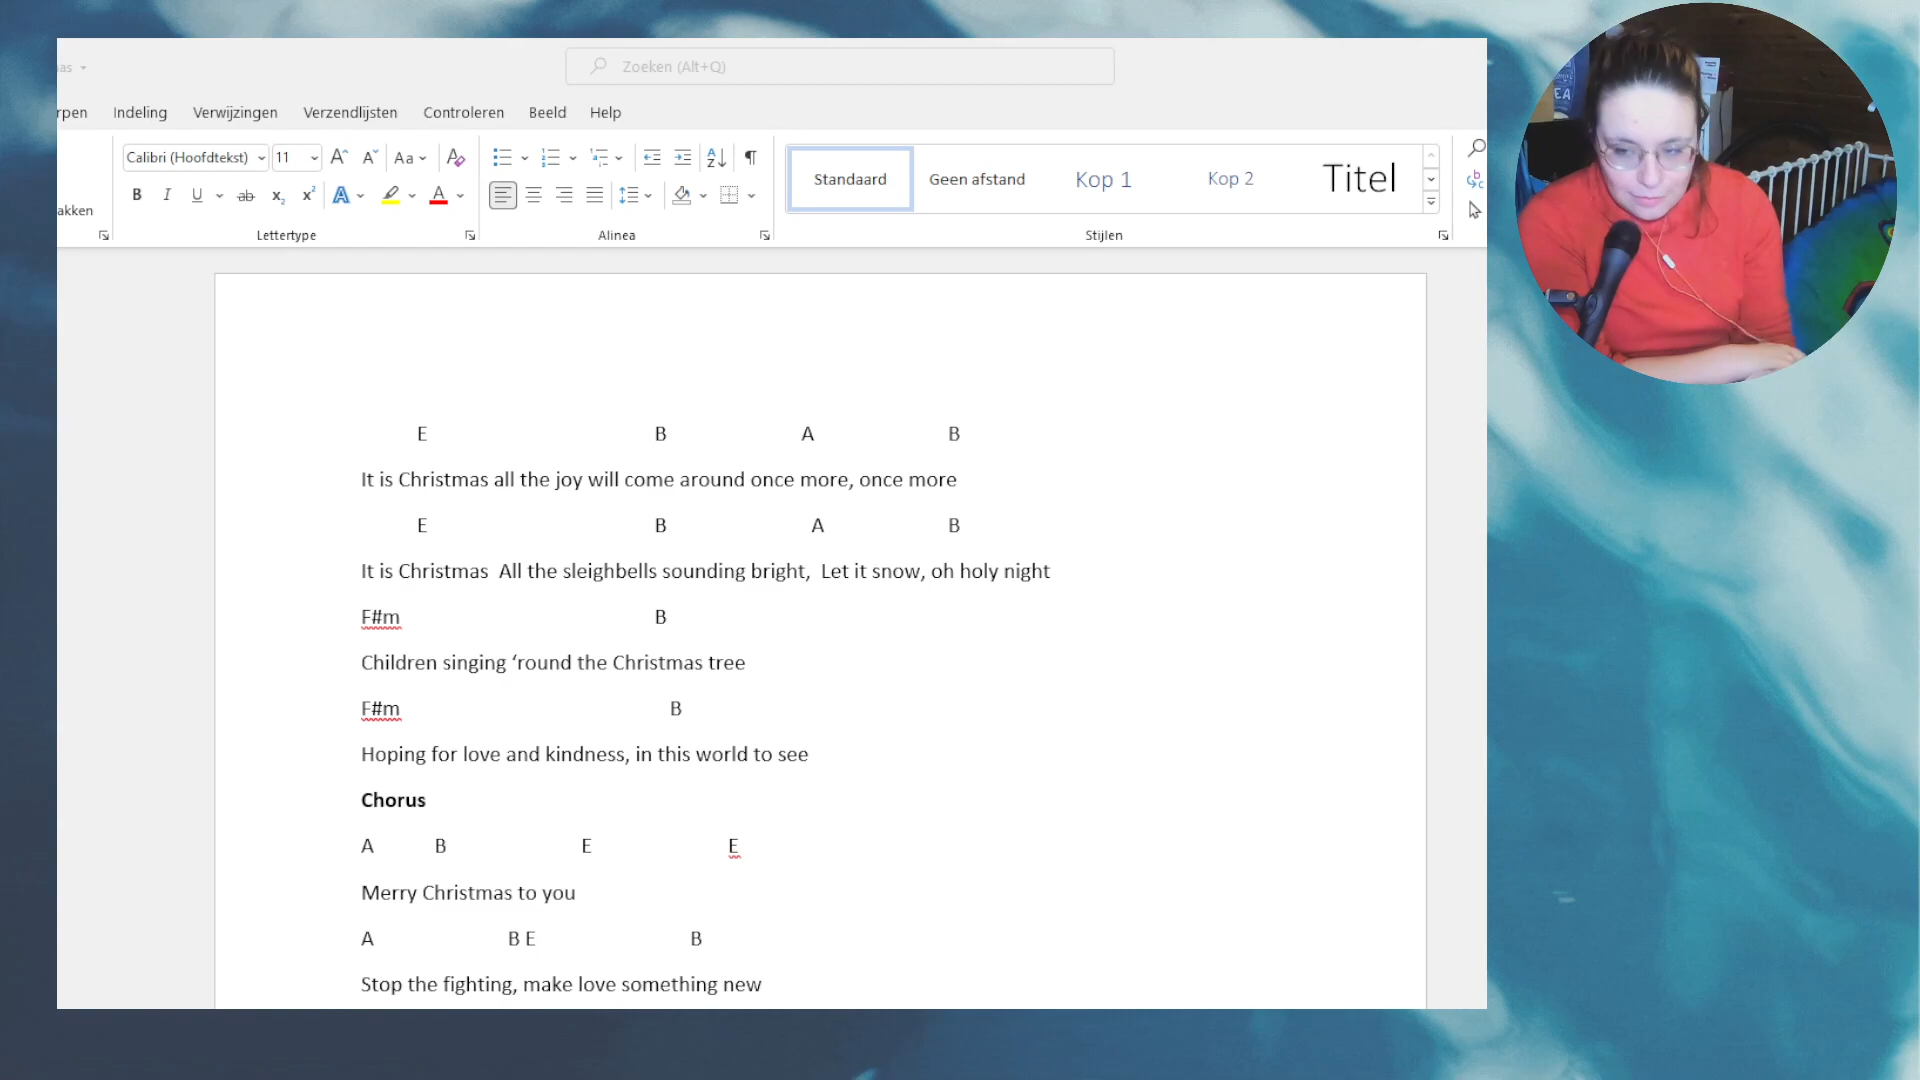 as
Zoeken (Alt+Q)
rpen Indeling Verwijzingen Verzendlijsten Controleren Beeld Help
Calibri (Hoofdtekst) 11 Aa
akken
Lettertype Alinea Stijlen
Standaard Geen afstand Kop 1 Kop 2 Titel
E B A B
It is Christmas all the joy will come around once more, once more
E B A B
It is Christmas  All the sleighbells sounding bright,  Let it snow, oh holy night
F#m B
Children singing ‘round the Christmas tree
F#m B
Hoping for love and kindness, in this world to see
Chorus
A B E E
Merry Christmas to you
A B E B
Stop the fighting, make love something new